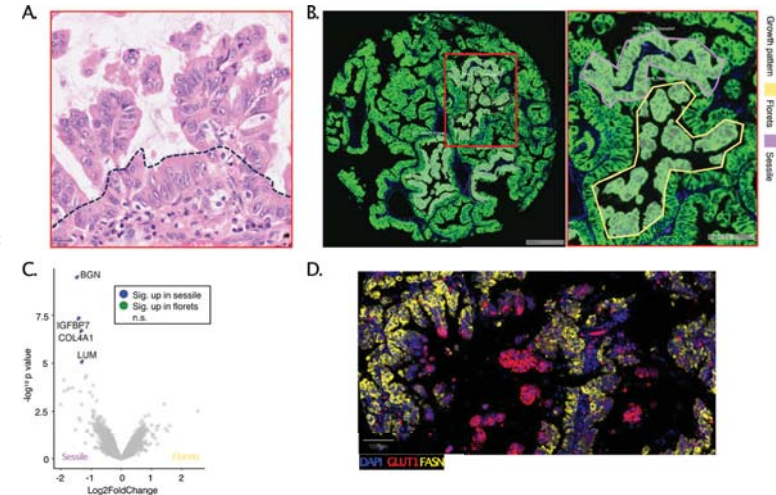 A.
B.
Growth pattern
Florets
Sessile
C.
BGN
Sig. up in sessile
Sig. up in florets
n.s.
7.5
IGFBP7
COL4A1
LUM
5
2.5
0.0
-log¹⁰ p value
Sessile
Florets
-2
-1
0
1
2
Log2FoldChange
D.
DAPI GLUT1 FASN